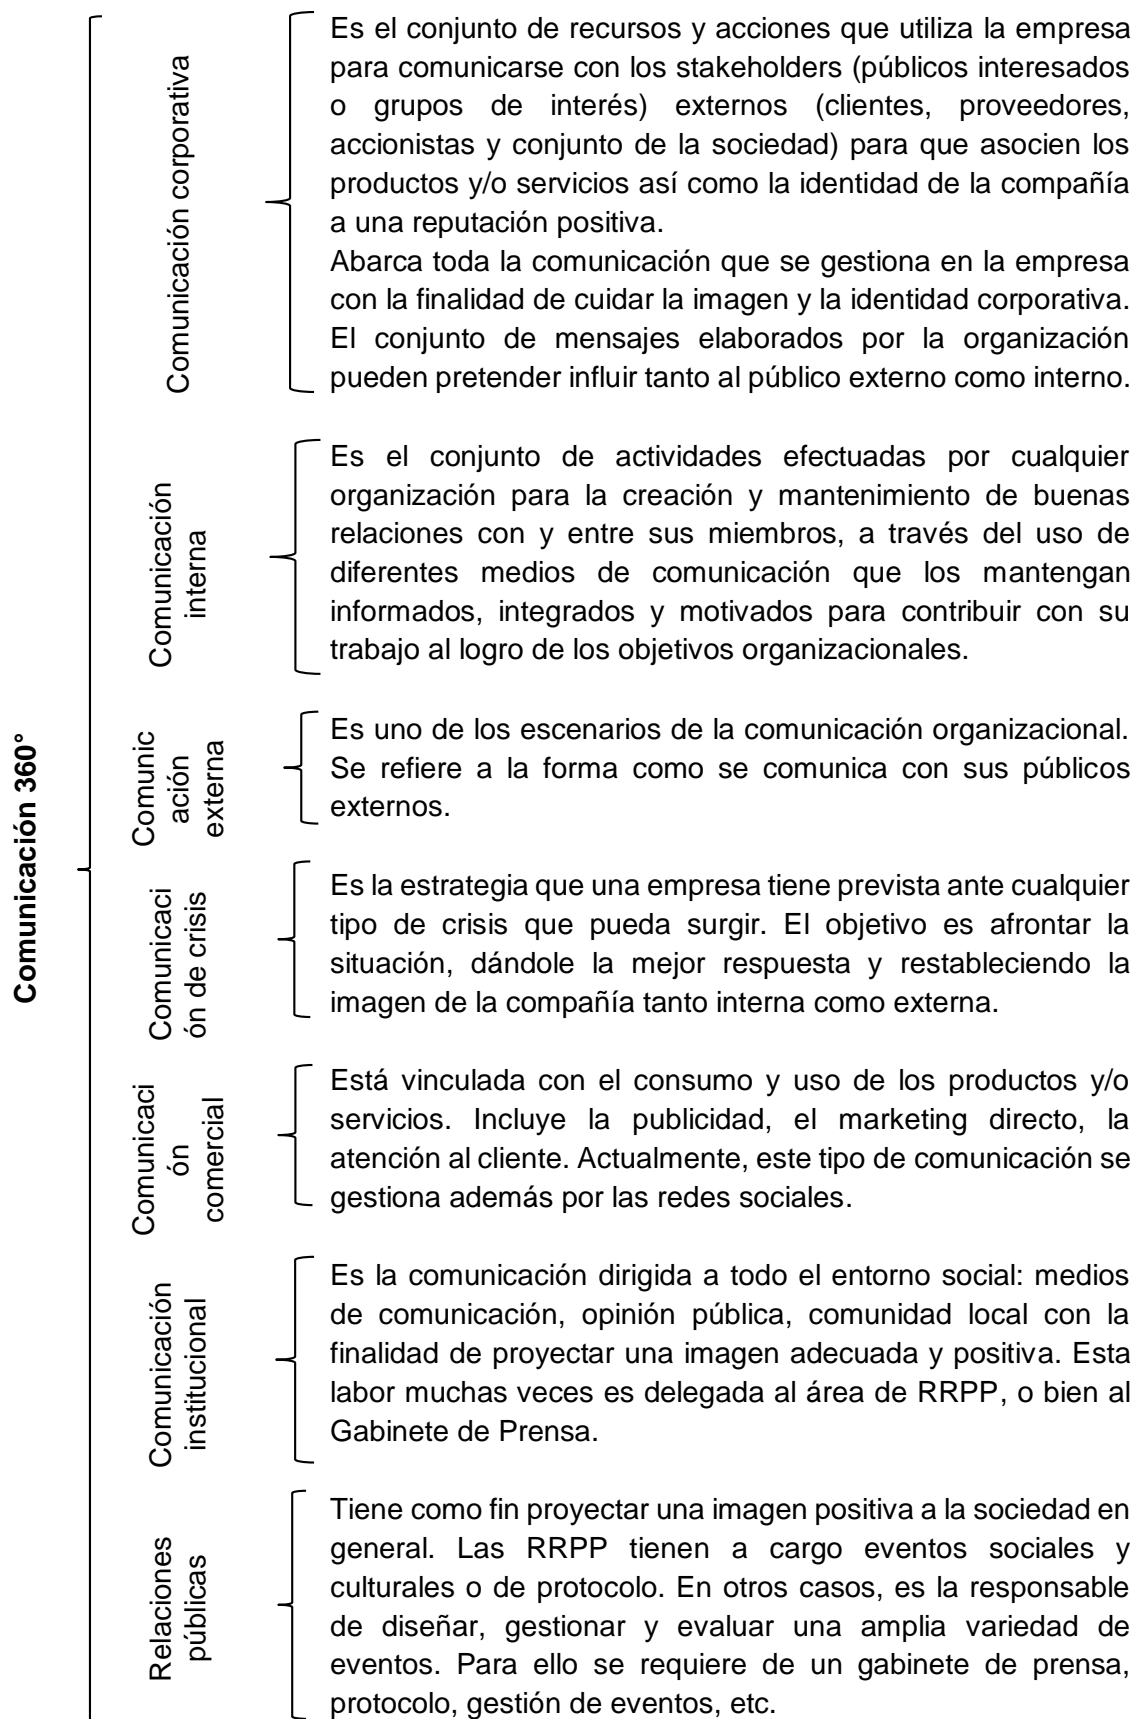 Comunicación 360°
Comunicación corporativa
Es el conjunto de recursos y acciones que utiliza la empresa
para comunicarse con los stakeholders (públicos interesados
o grupos de interés) externos (clientes, proveedores,
accionistas y conjunto de la sociedad) para que asocien los
productos y/o servicios así como la identidad de la compañía
a una reputación positiva.
Abarca toda la comunicación que se gestiona en la empresa
con la finalidad de cuidar la imagen y la identidad corporativa.
El conjunto de mensajes elaborados por la organización
pueden pretender influir tanto al público externo como interno.
Comunicación
interna
Es el conjunto de actividades efectuadas por cualquier
organización para la creación y mantenimiento de buenas
relaciones con y entre sus miembros, a través del uso de
diferentes medios de comunicación que los mantengan
informados, integrados y motivados para contribuir con su
trabajo al logro de los objetivos organizacionales.
Comunic
ación
externa
Es uno de los escenarios de la comunicación organizacional.
Se refiere a la forma como se comunica con sus públicos
externos.
Comunicaci
ón de crisis
Es la estrategia que una empresa tiene prevista ante cualquier
tipo de crisis que pueda surgir. El objetivo es afrontar la
situación, dándole la mejor respuesta y restableciendo la
imagen de la compañía tanto interna como externa.
Comunicaci
ón
comercial
Está vinculada con el consumo y uso de los productos y/o
servicios. Incluye la publicidad, el marketing directo, la
atención al cliente. Actualmente, este tipo de comunicación se
gestiona además por las redes sociales.
Comunicación
institucional
Es la comunicación dirigida a todo el entorno social: medios
de comunicación, opinión pública, comunidad local con la
finalidad de proyectar una imagen adecuada y positiva. Esta
labor muchas veces es delegada al área de RRPP, o bien al
Gabinete de Prensa.
Relaciones
públicas
Tiene como fin proyectar una imagen positiva a la sociedad en
general. Las RRPP tienen a cargo eventos sociales y
culturales o de protocolo. En otros casos, es la responsable
de diseñar, gestionar y evaluar una amplia variedad de
eventos. Para ello se requiere de un gabinete de prensa,
protocolo, gestión de eventos, etc.